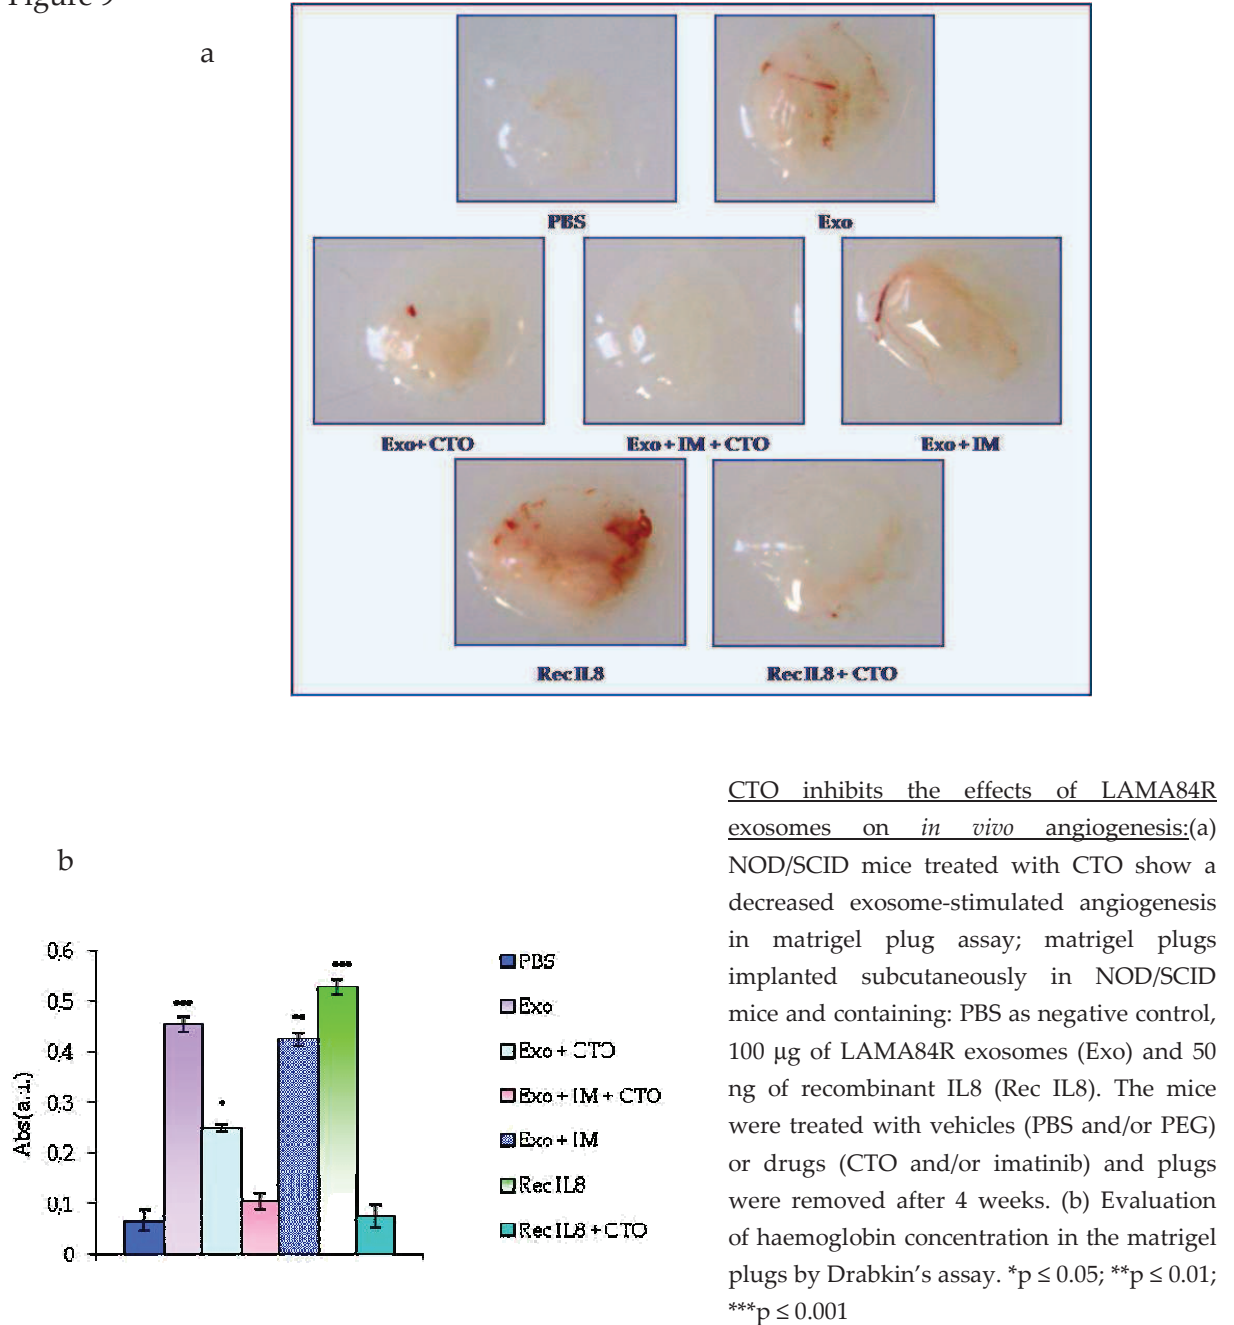 Figure 9
a
PBS
Exo
Exo+ CTO
Exo + IM + CTO
Exo + IM
Rec IL8
Rec IL8 + CTO
CTO inhibits the effects of LAMA84R
exosomes on in vivo angiogenesis:(a)
NOD/SCID mice treated with CTO show a
decreased exosome-stimulated angiogenesis
in matrigel plug assay; matrigel plugs
implanted subcutaneously in NOD/SCID
mice and containing: PBS as negative control,
100 µg of LAMA84R exosomes (Exo) and 50
ng of recombinant IL8 (Rec IL8). The mice
were treated with vehicles (PBS and/or PEG)
or drugs (CTO and/or imatinib) and plugs
were removed after 4 weeks. (b) Evaluation
of haemoglobin concentration in the matrigel
plugs by Drabkin's assay. *p ≤ 0.05; **p ≤ 0.01;
***p ≤ 0.001
b
Abs(a.u.)
0.6
0.5
0.4
0.3
0.2
0.1
0
***
*
**
***
PBS
Exo
Exo + CTO
Exo + IM + CTO
Exo + IM
Rec IL8
Rec IL8 + CTO